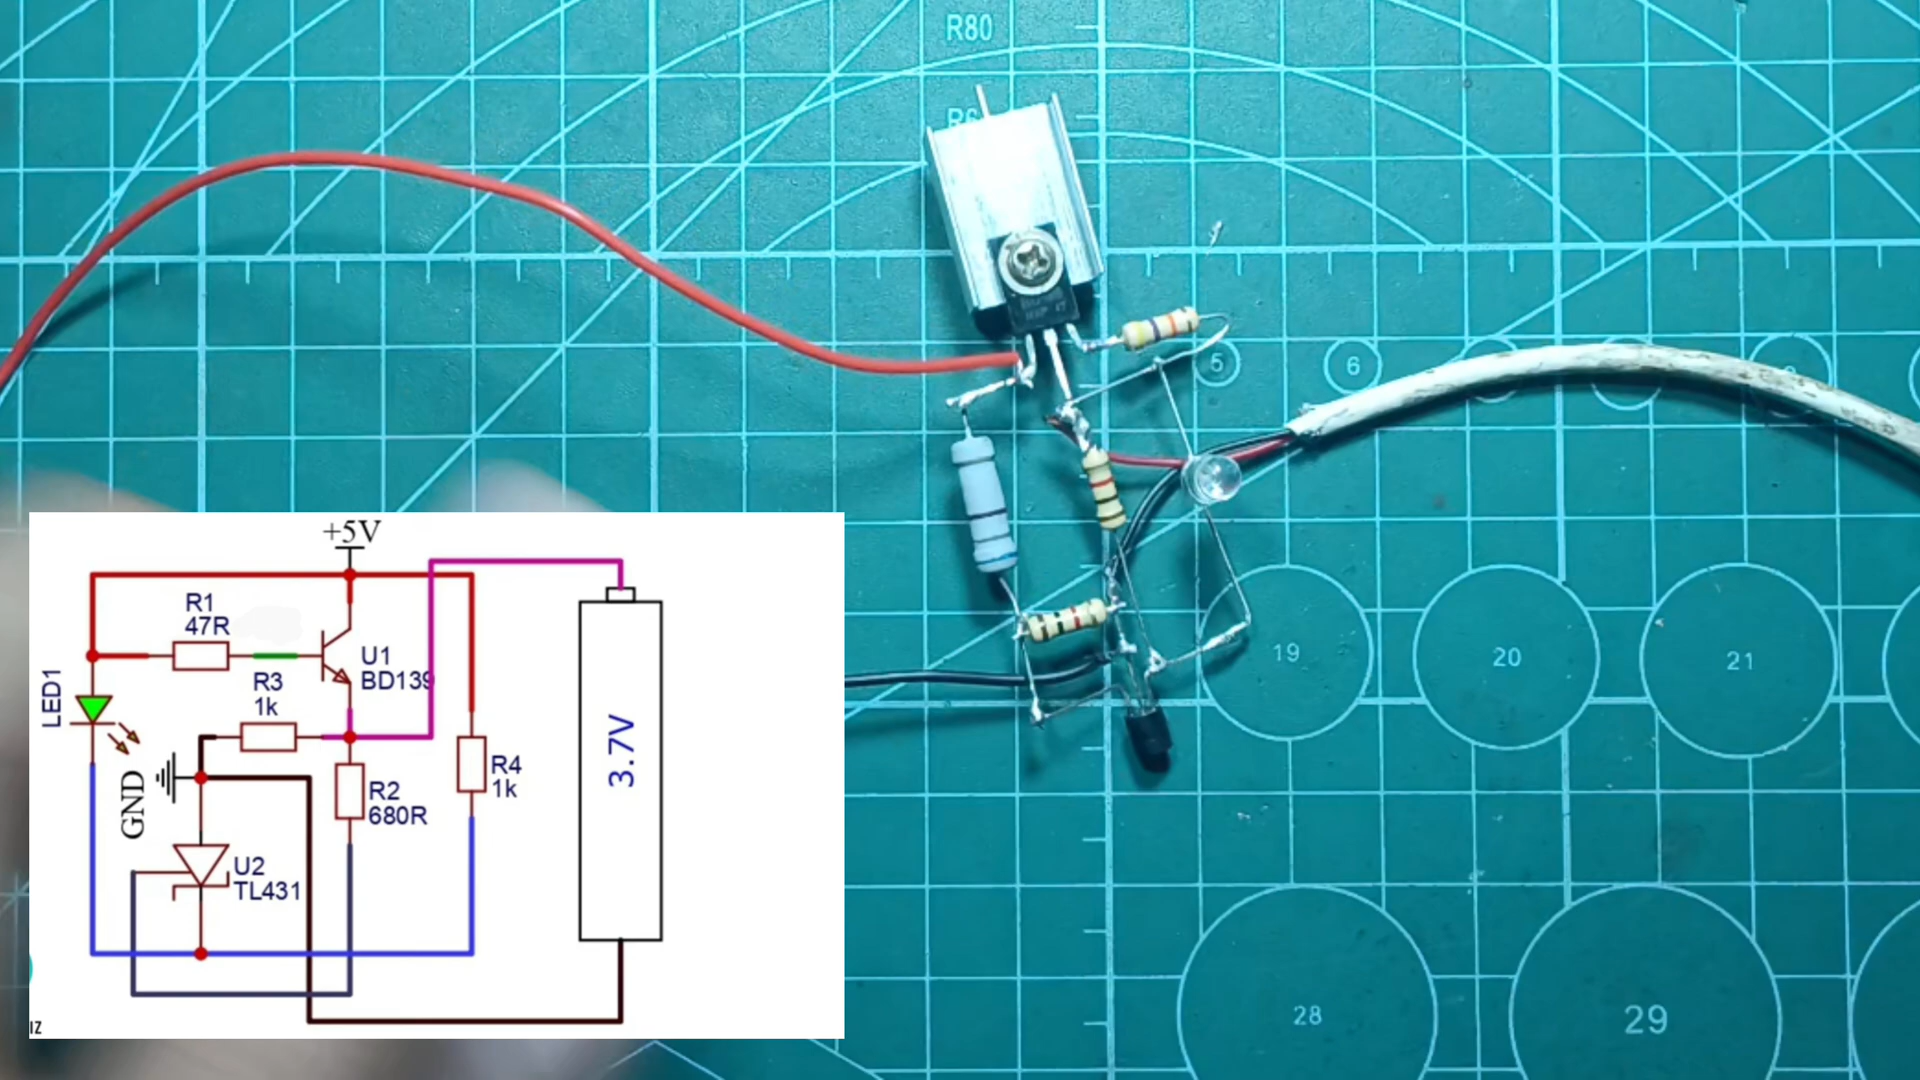 R80
5
6
19
20
21
28
29
+5V
R1
47R
U1
BD139
LED1
R3
1k
GND
R2
680R
R4
1k
3.7V
U2
TL431
IZ